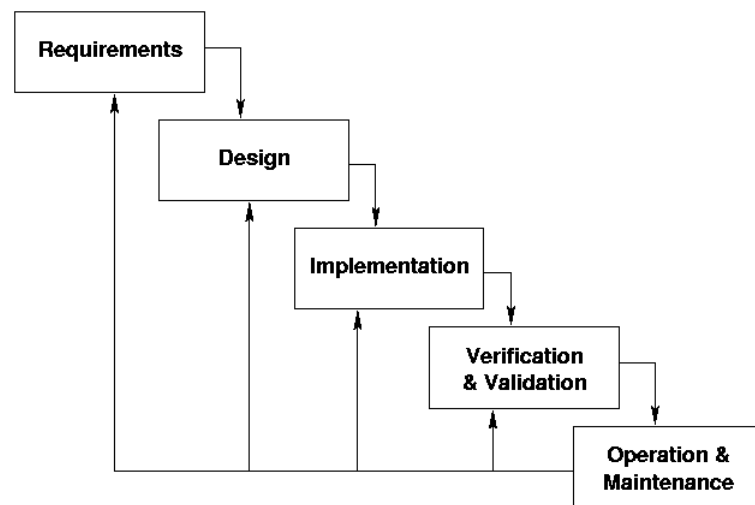 Requirements
Design
Implementation
Verification
& Validation
Operation &
Maintenance